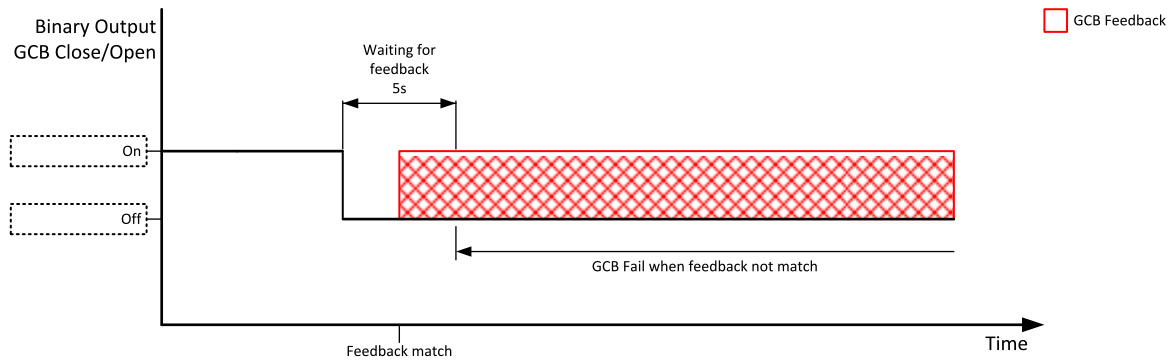 Binary Output
GCB Close/Open
GCB Feedback
Waiting for
feedback
5s
On
Off
GCB Fail when feedback not match
Time
Feedback match